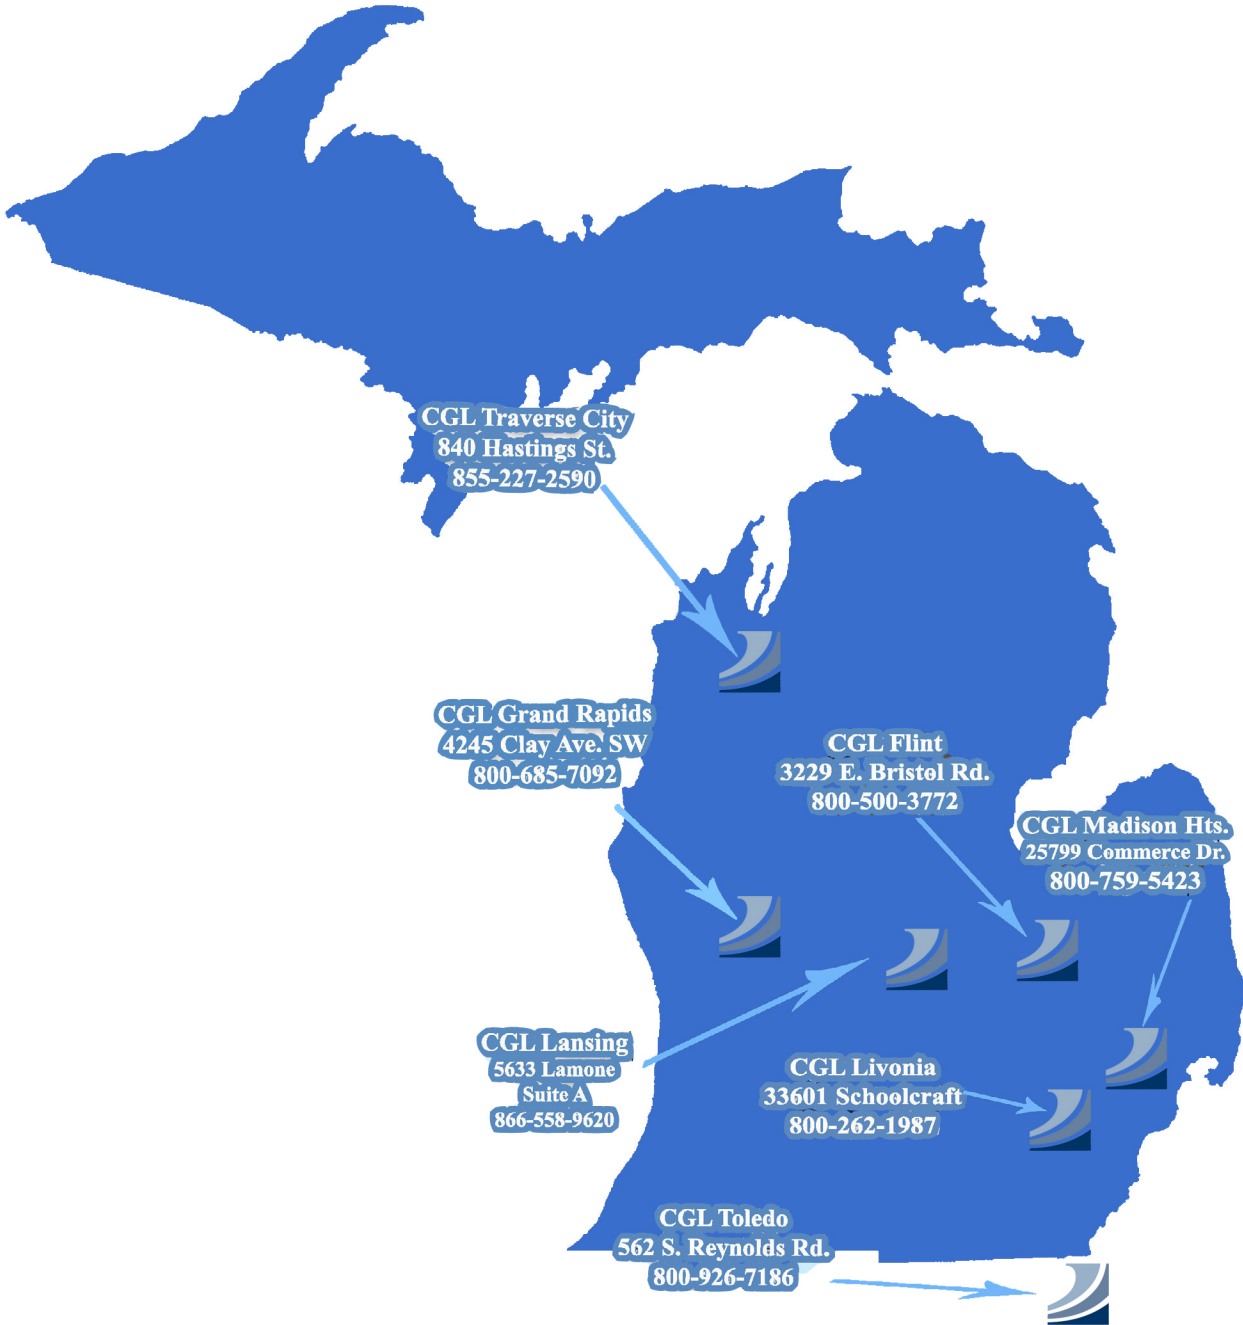 CGL Traverse City
840 Hastings St.
855-227-2590
CGL Grand Rapids
4245 Clay Ave. SW
800-685-7092
CGL Flint
3229 E. Bristol Rd.
800-500-3772
CGL Madison Hts.
25799 Commerce Dr.
800-759-5423
CGL Lansing
5633 Lamone
Suite A
866-558-9620
CGL Livonia
33601 Schoolcraft
800-262-1987
CGL Toledo
562 S. Reynolds Rd.
800-926-7186